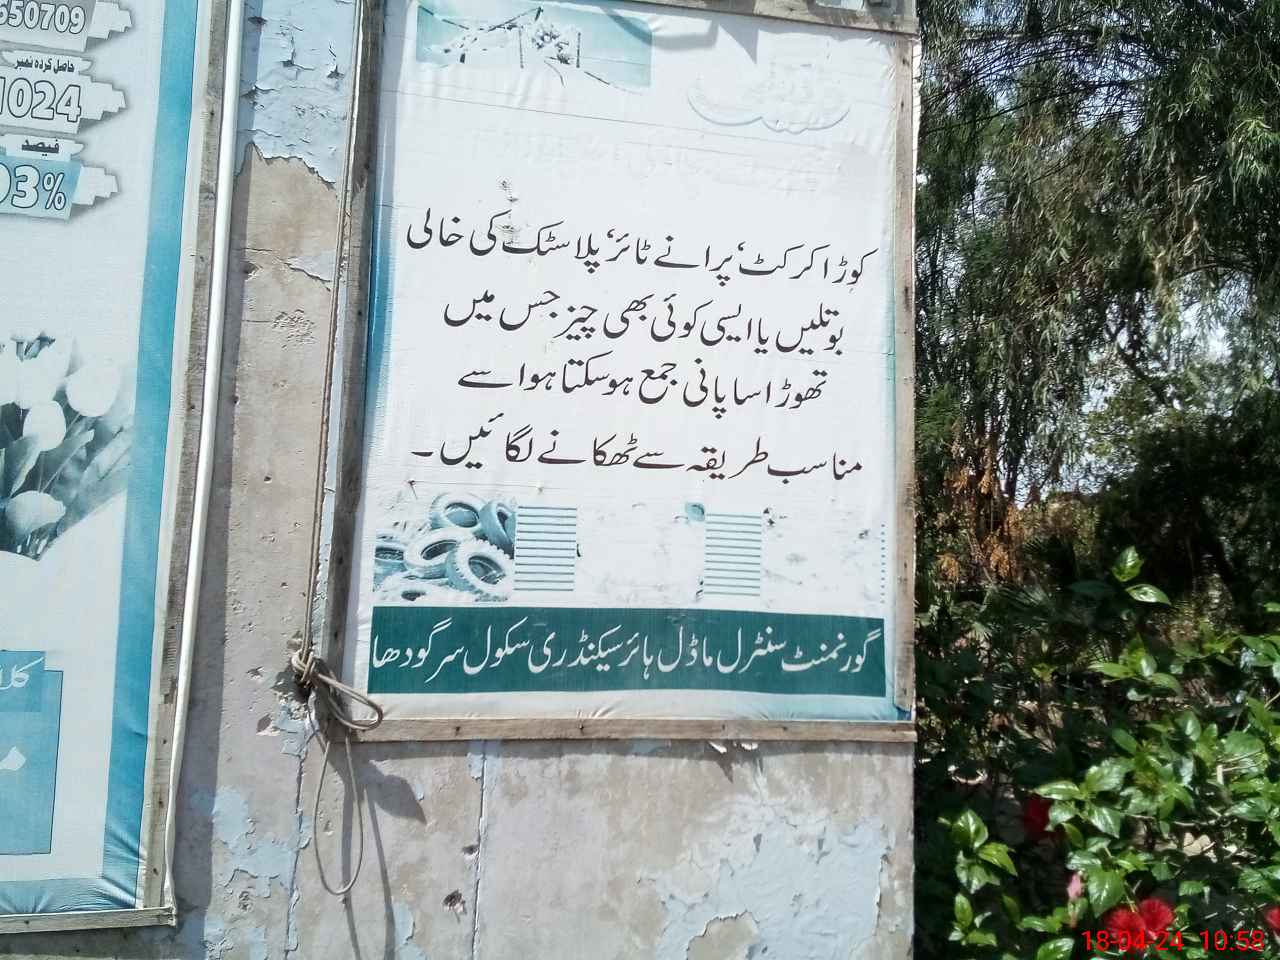 650709
حاصل کردہ نمبر
1024
فیصد
93%
کوڑا کرکٹ، پرانے ٹائر، پلاسٹک کی خالی
بوتلیں یا ایسی کوئی بھی چیز جس میں
تھوڑا سا پانی جمع ہو سکتا ہو اسے
مناسب طریقہ سے ٹھکانے لگائیں۔
گورنمنٹ سنٹرل ماڈل ہائر سیکنڈری سکول سرگودھا
18-04-24 10:58